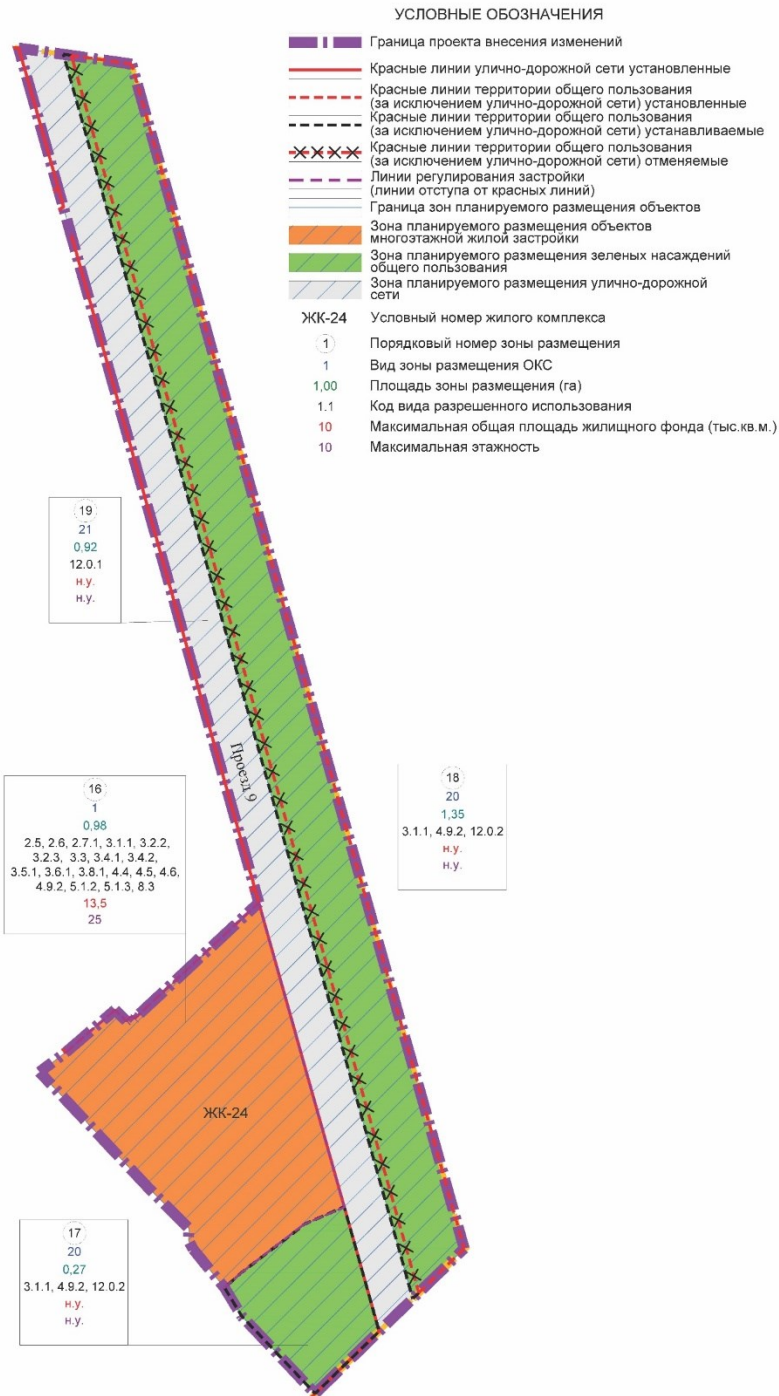 УСЛОВНЫЕ ОБОЗНАЧЕНИЯ
Граница проекта внесения изменений
Красные линии улично-дорожной сети установленные
Красные линии территории общего пользования
(за исключением улично-дорожной сети) установленные
Красные линии территории общего пользования
(за исключением улично-дорожной сети) устанавливаемые
Красные линии территории общего пользования
(за исключением улично-дорожной сети) отменяемые
Линии регулирования застройки
(линии отступа от красных линий)
Граница зон планируемого размещения объектов
Зона планируемого размещения объектов
многоэтажной жилой застройки
Зона планируемого размещения зеленых насаждений
общего пользования
Зона планируемого размещения улично-дорожной
сети
ЖК-24 Условный номер жилого комплекса
1 Порядковый номер зоны размещения
1 Вид зоны размещения ОКС
1,00 Площадь зоны размещения (га)
1.1 Код вида разрешенного использования
10 Максимальная общая площадь жилищного фонда (тыс.кв.м.)
10 Максимальная этажность
19
21
0,92
12.0.1
н.у.
н.у.
Проезд 9
16
1
0,98
2.5, 2.6, 2.7.1, 3.1.1, 3.2.2,
3.2.3, 3.3, 3.4.1, 3.4.2,
3.5.1, 3.6.1, 3.8.1, 4.4, 4.5, 4.6,
4.9.2, 5.1.2, 5.1.3, 8.3
13,5
25
18
20
1,35
3.1.1, 4.9.2, 12.0.2
н.у.
н.у.
ЖК-24
17
20
0,27
3.1.1, 4.9.2, 12.0.2
н.у.
н.у.